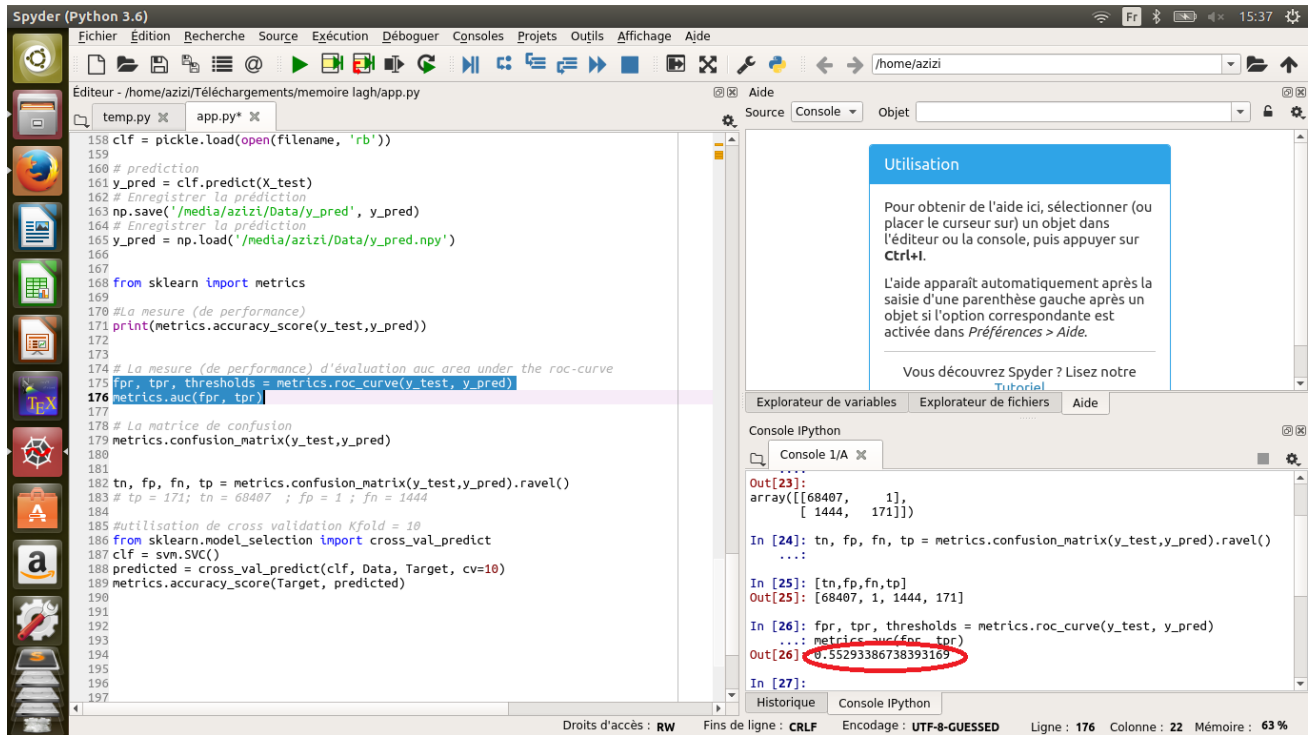 Spyder (Python 3.6)
Fr
15:37
Fichier Édition Recherche Source Exécution Déboguer Consoles Projets Outils Affichage Aide
/home/azizi
Éditeur - /home/azizi/Téléchargements/memoire lagh/app.py
temp.py
app.py*
158 clf = pickle.load(open(filename, 'rb'))
159
160 # prediction
161 y_pred = clf.predict(X_test)
162 # Enregistrer la prédiction
163 np.save('/media/azizi/Data/y_pred', y_pred)
164 # Enregistrer la prédiction
165 y_pred = np.load('/media/azizi/Data/y_pred.npy')
166
167
168 from sklearn import metrics
169
170 #La mesure (de performance)
171 print(metrics.accuracy_score(y_test,y_pred))
172
173
174 # La mesure (de performance) d'évaluation auc area under the roc-curve
175 fpr, tpr, thresholds = metrics.roc_curve(y_test, y_pred)
176 metrics.auc(fpr, tpr)
177
178 # La matrice de confusion
179 metrics.confusion_matrix(y_test,y_pred)
180
181
182 tn, fp, fn, tp = metrics.confusion_matrix(y_test,y_pred).ravel()
183 # tp = 171; tn = 68407  ; fp = 1 ; fn = 1444
184
185 #utilisation de cross validation Kfold = 10
186 from sklearn.model_selection import cross_val_predict
187 clf = svm.SVC()
188 predicted = cross_val_predict(clf, Data, Target, cv=10)
189 metrics.accuracy_score(Target, predicted)
190
191
192
193
194
195
196
197
Aide
Source Console Objet
Utilisation
Pour obtenir de l'aide ici, sélectionner (ou
placer le curseur sur) un objet dans
l'éditeur ou la console, puis appuyer sur
Ctrl+I.
L'aide apparaît automatiquement après la
saisie d'une parenthèse gauche après un
objet si l'option correspondante est
activée dans Préférences > Aide.
Vous découvrez Spyder ? Lisez notre
Tutoriel
Explorateur de variables Explorateur de fichiers Aide
Console IPython
Console 1/A
...:
Out[23]:
array([[68407,     1],
[ 1444,   171]])
In [24]: tn, fp, fn, tp = metrics.confusion_matrix(y_test,y_pred).ravel()
...:
In [25]: [tn,fp,fn,tp]
Out[25]: [68407, 1, 1444, 171]
In [26]: fpr, tpr, thresholds = metrics.roc_curve(y_test, y_pred)
...: metrics.auc(fpr, tpr)
Out[26]: 0.55293386738393169
In [27]:
Historique Console IPython
Droits d'accès : RW Fins de ligne : CRLF Encodage : UTF-8-GUESSED Ligne : 176 Colonne : 22 Mémoire : 63 %